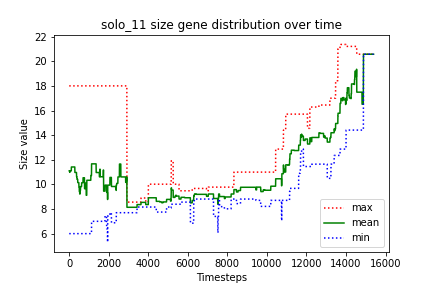 solo_11 size gene distribution over time
22
20
18
16
14
12
10
8
6
Size value
0 2000 4000 6000 8000 10000 12000 14000 16000
Timesteps
max
mean
min